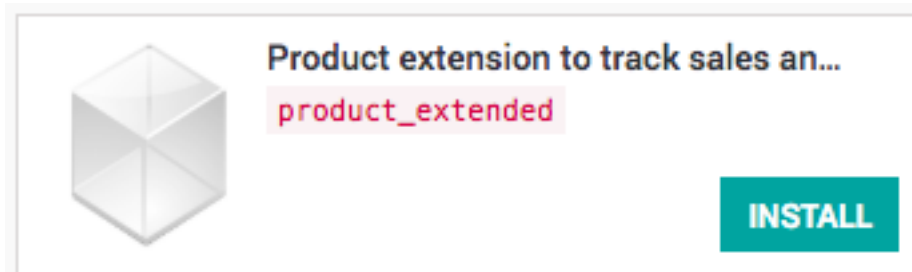 Product extension to track sales an...
product_extended
INSTALL